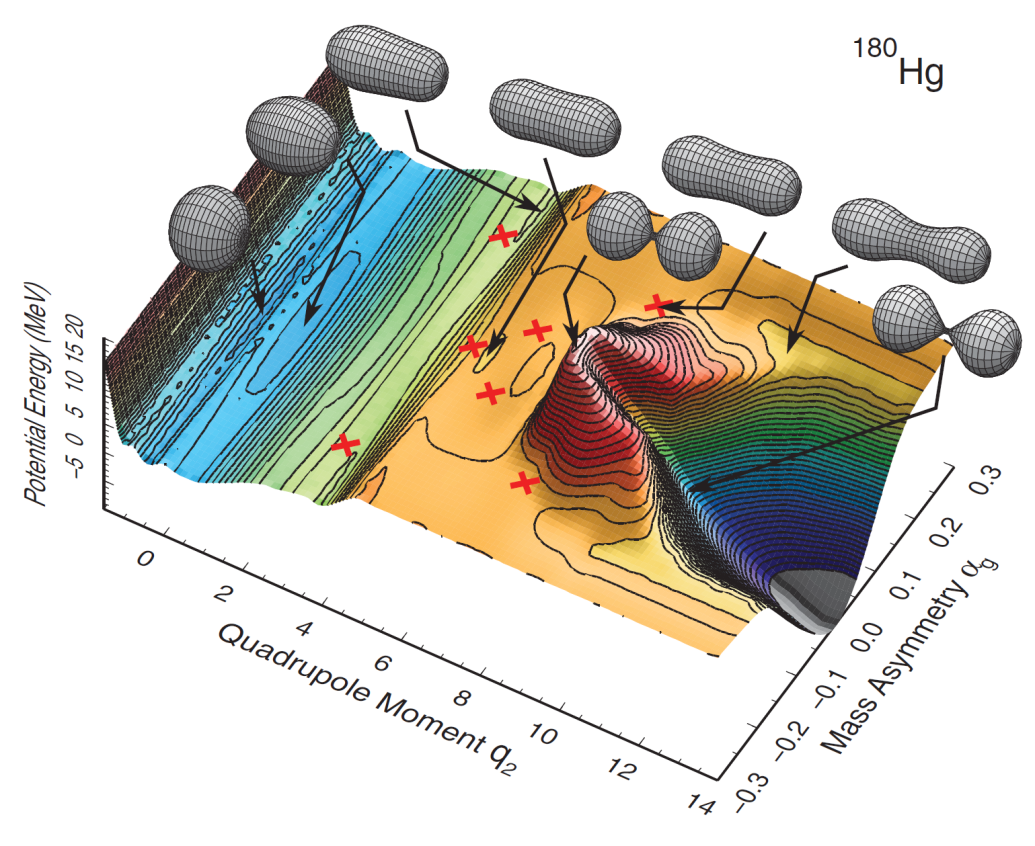 180Hg
Potential Energy (MeV)
-5 0 5 10 15 20
0 2 4 6 8 10 12 14
Quadrupole Moment q2
-0.3 -0.2 -0.1 0.0 0.1 0.2 0.3
Mass Asymmetry αg